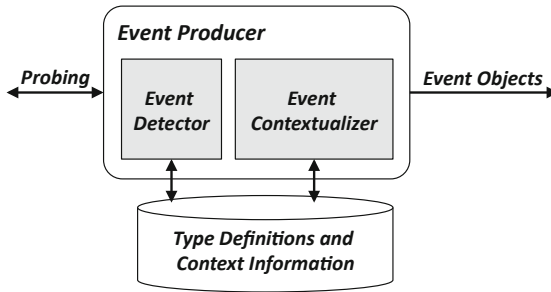 Event Producer
Probing
Event
Detector
Event
Contextualizer
Event Objects
Type Definitions and
Context Information